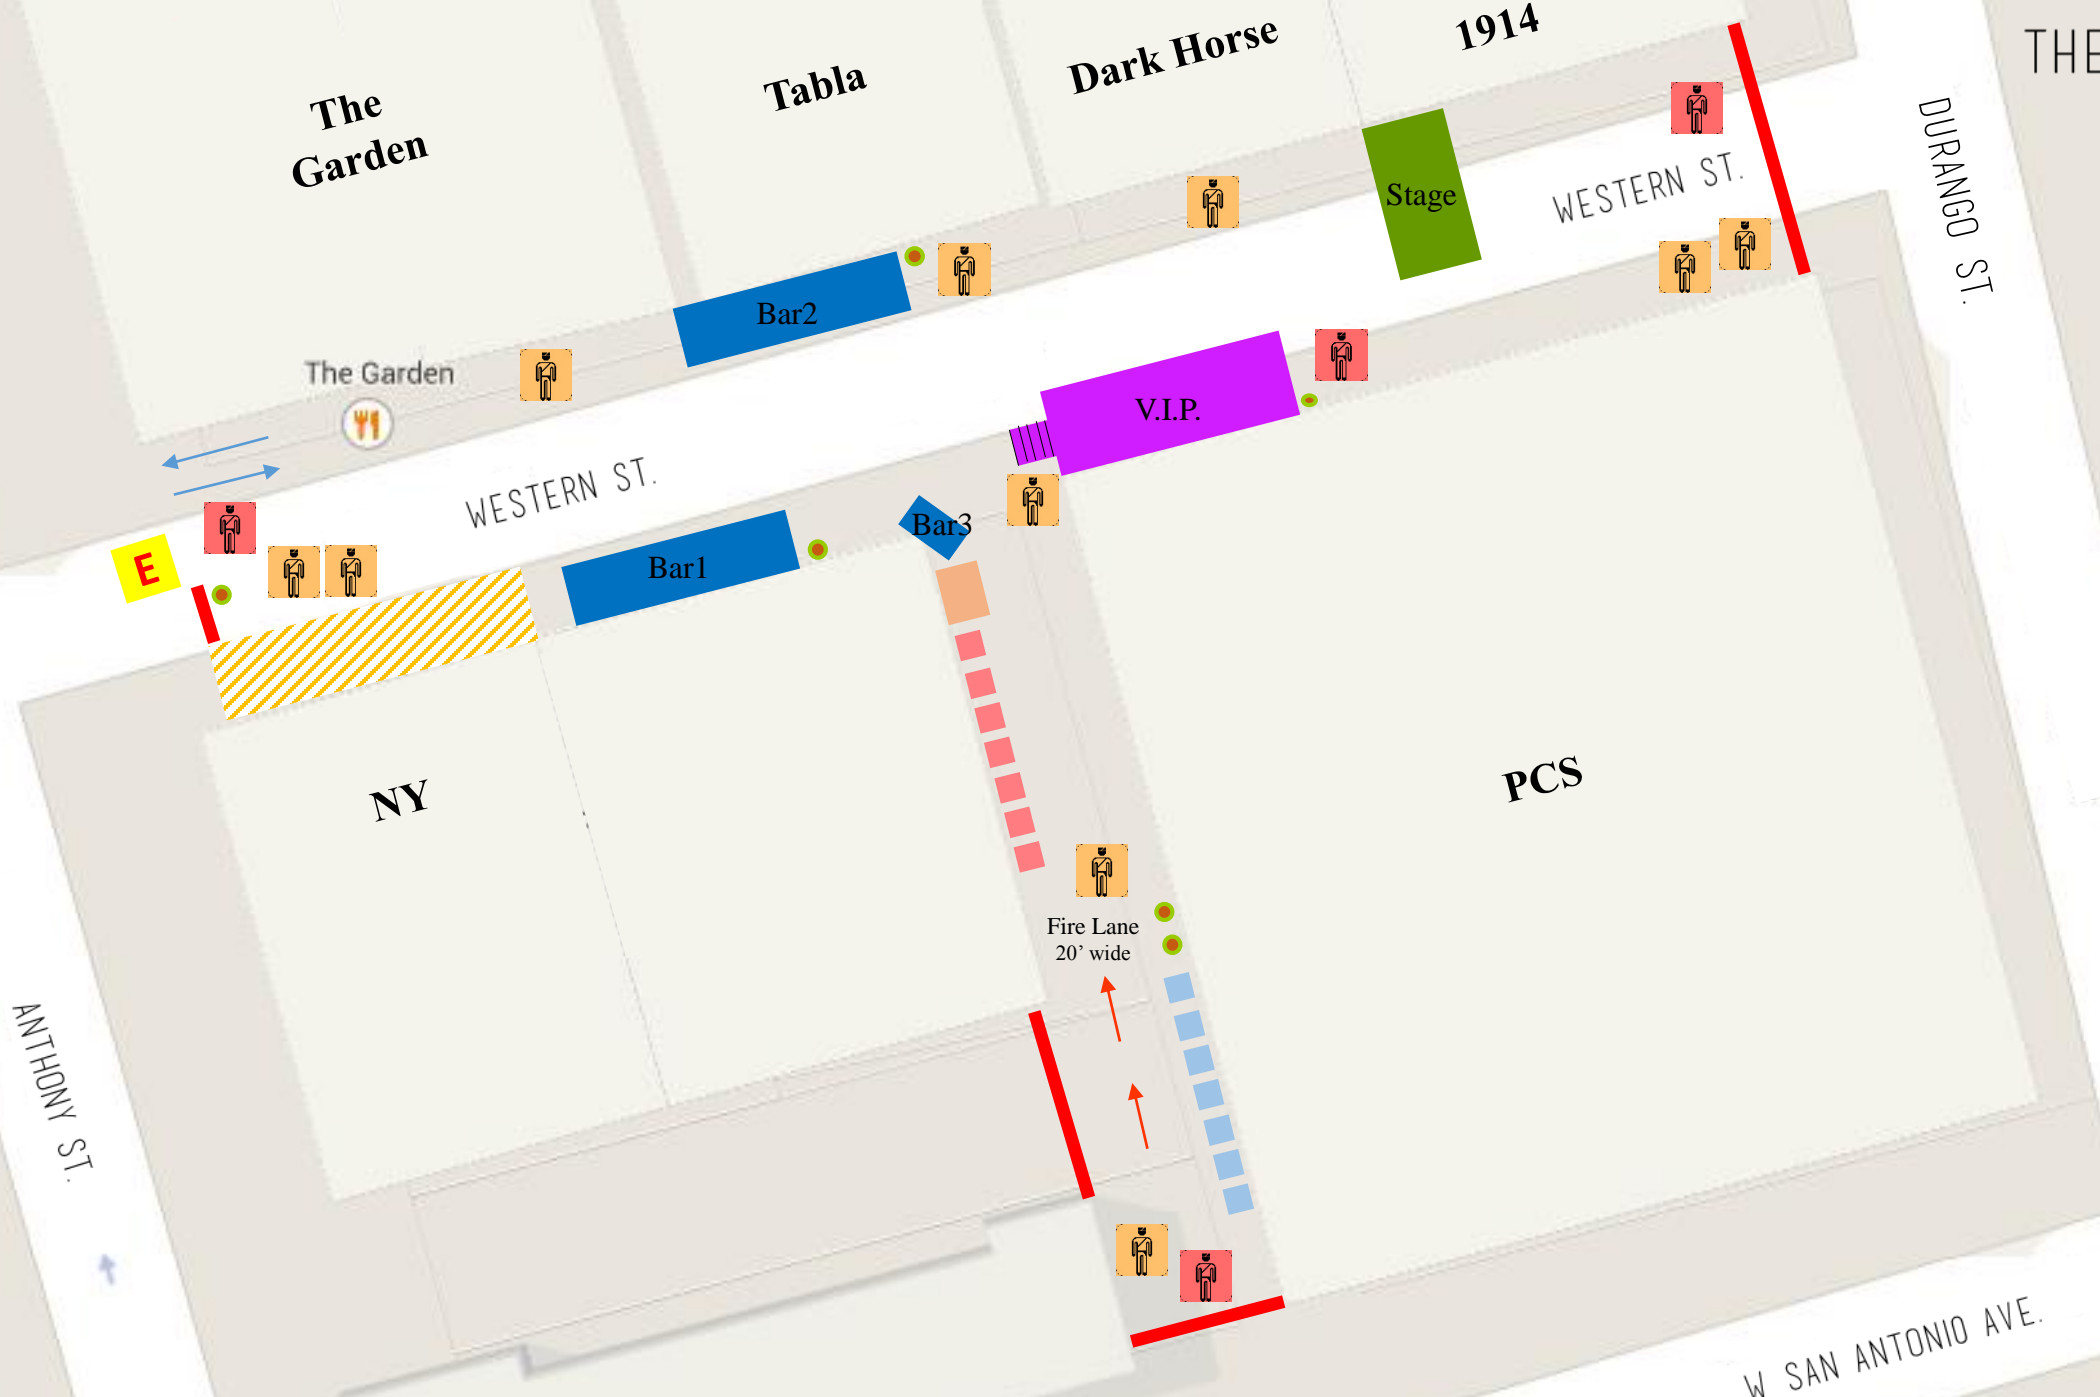 The
Garden
Tabla
Dark Horse
1914
THE
DURANGO ST.
WESTERN ST.
Stage
Bar2
The Garden
V.I.P.
WESTERN ST.
Bar3
Bar1
E
NY
PCS
Fire Lane
20’ wide
ANTHONY ST.
W SAN ANTONIO AVE.